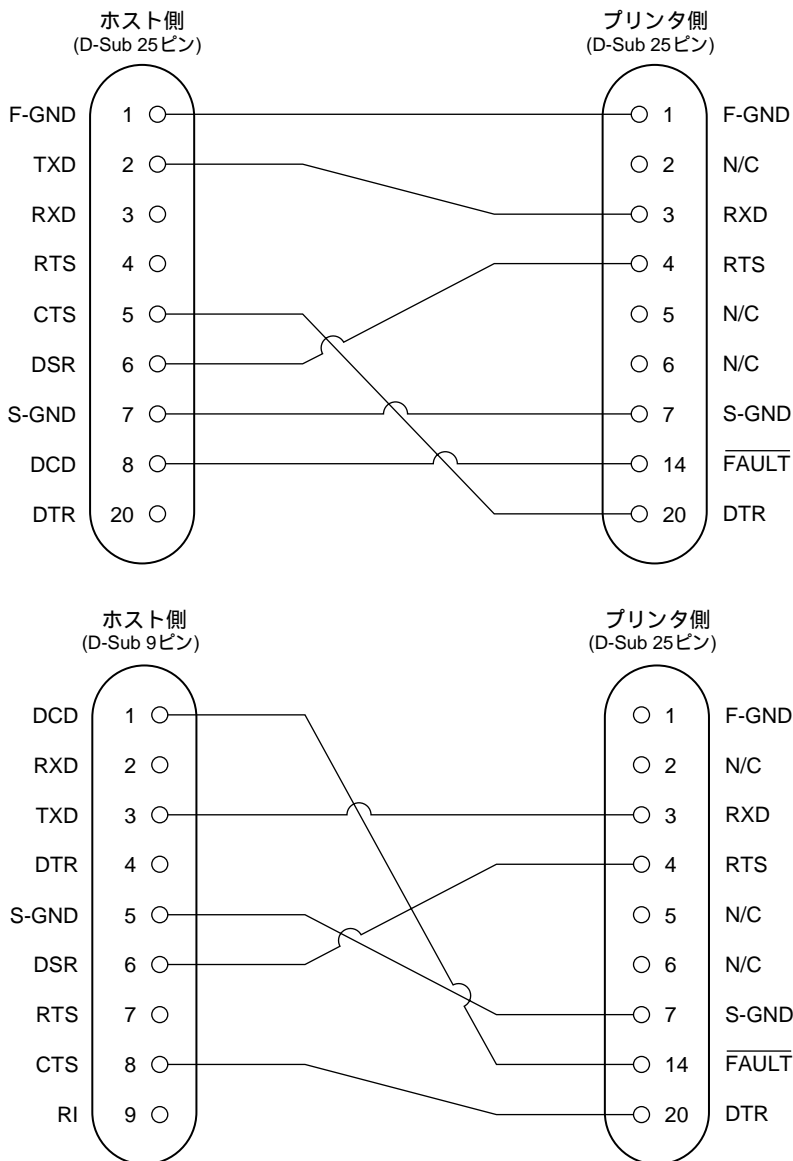 ホスト側 プリンタ側
(D-Sub 25ピン) (D-Sub 25ピン)
F-GND 1 1 F-GND
TXD 2 2 N/C
RXD 3 3 RXD
RTS 4 4 RTS
CTS 5 5 N/C
DSR 6 6 N/C
S-GND 7 7 S-GND
DCD 8 14 FAULT
DTR 20 20 DTR
ホスト側 プリンタ側
(D-Sub 9ピン) (D-Sub 25ピン)
DCD 1 1 F-GND
RXD 2 2 N/C
TXD 3 3 RXD
DTR 4 4 RTS
S-GND 5 5 N/C
DSR 6 6 N/C
RTS 7 7 S-GND
CTS 8 14 FAULT
RI 9 20 DTR